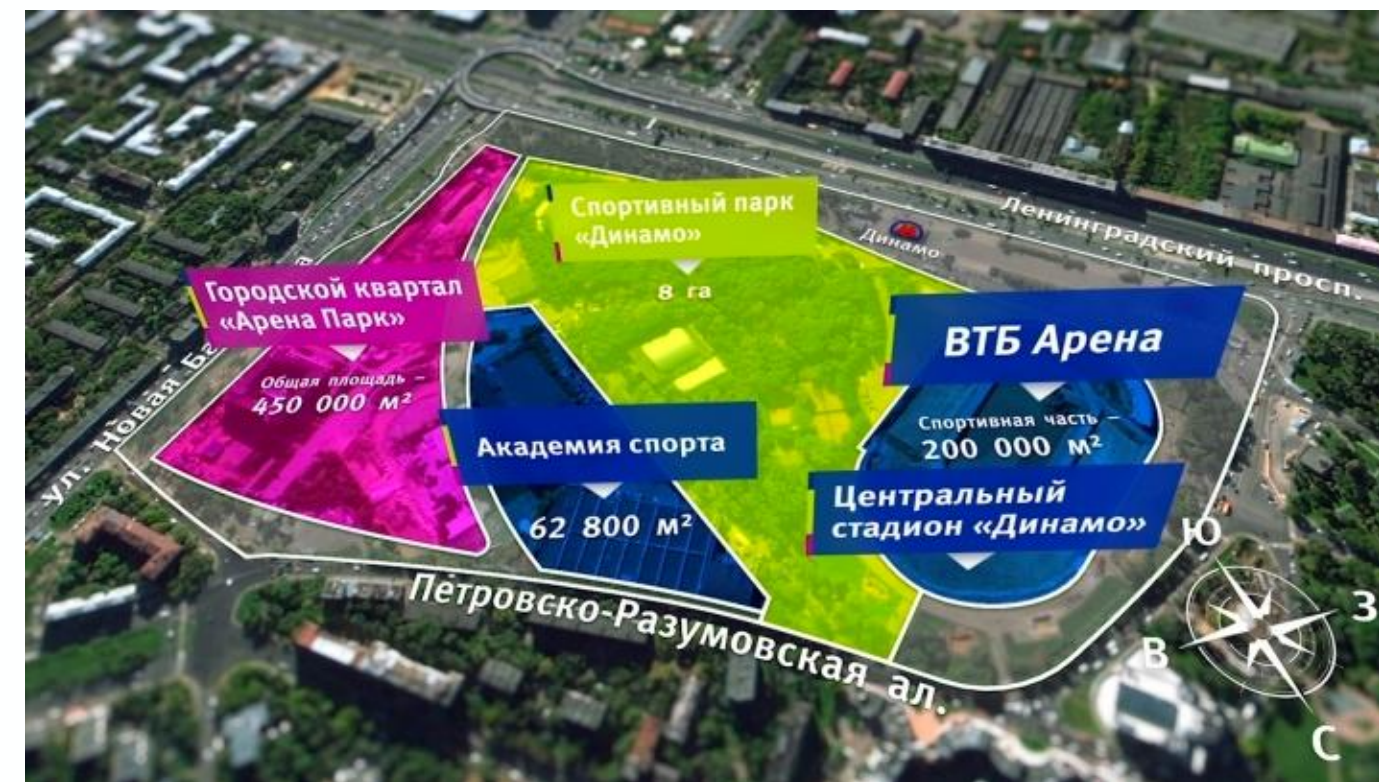 Спортивный парк
«Динамо»
8 га
Динамо
Ленинградский просп.
Городской квартал
«Арена Парк»
Общая площадь –
450 000 м²
ул. Новая
ВТБ Арена
Спортивная часть –
200 000 м²
Академия спорта
62 800 м²
Центральный
стадион «Динамо»
Петровско-Разумовская ал.
Ю
З
В
С